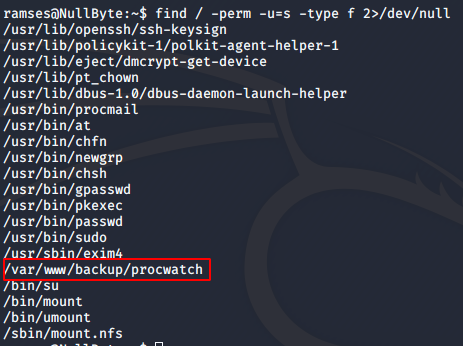 ramses@NullByte:~$ find / -perm -u=s -type f 2>/dev/null
/usr/lib/openssh/ssh-keysign
/usr/lib/policykit-1/polkit-agent-helper-1
/usr/lib/eject/dmcrypt-get-device
/usr/lib/pt_chown
/usr/lib/dbus-1.0/dbus-daemon-launch-helper
/usr/bin/procmail
/usr/bin/at
/usr/bin/chfn
/usr/bin/newgrp
/usr/bin/chsh
/usr/bin/gpasswd
/usr/bin/pkexec
/usr/bin/passwd
/usr/bin/sudo
/usr/sbin/exim4
/var/www/backup/procwatch
/bin/su
/bin/mount
/bin/umount
/sbin/mount.nfs
ramses@NullByte:~$